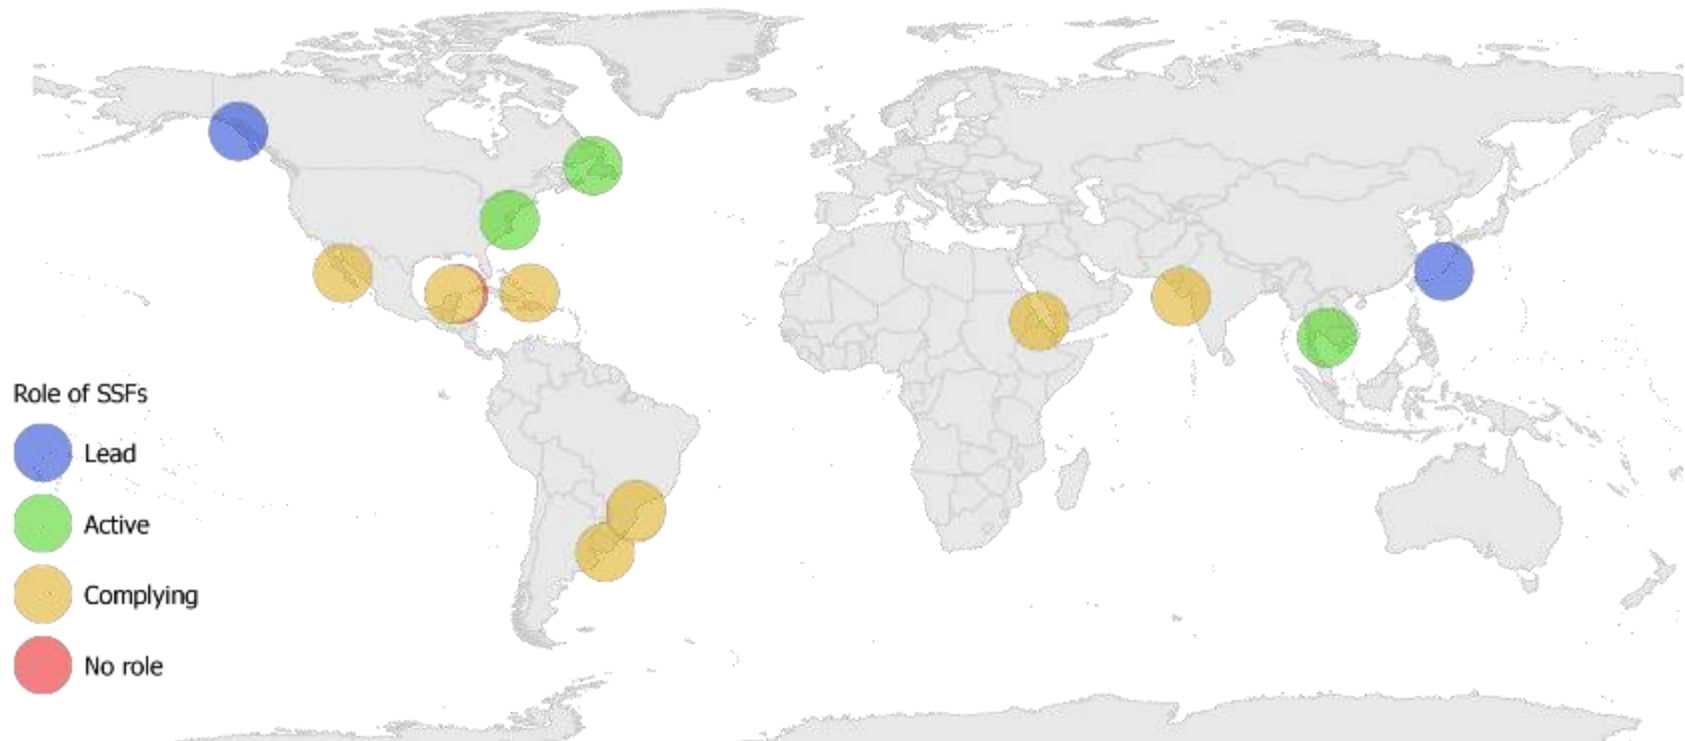 Role of SSFs
Lead
Active
Complying
No role